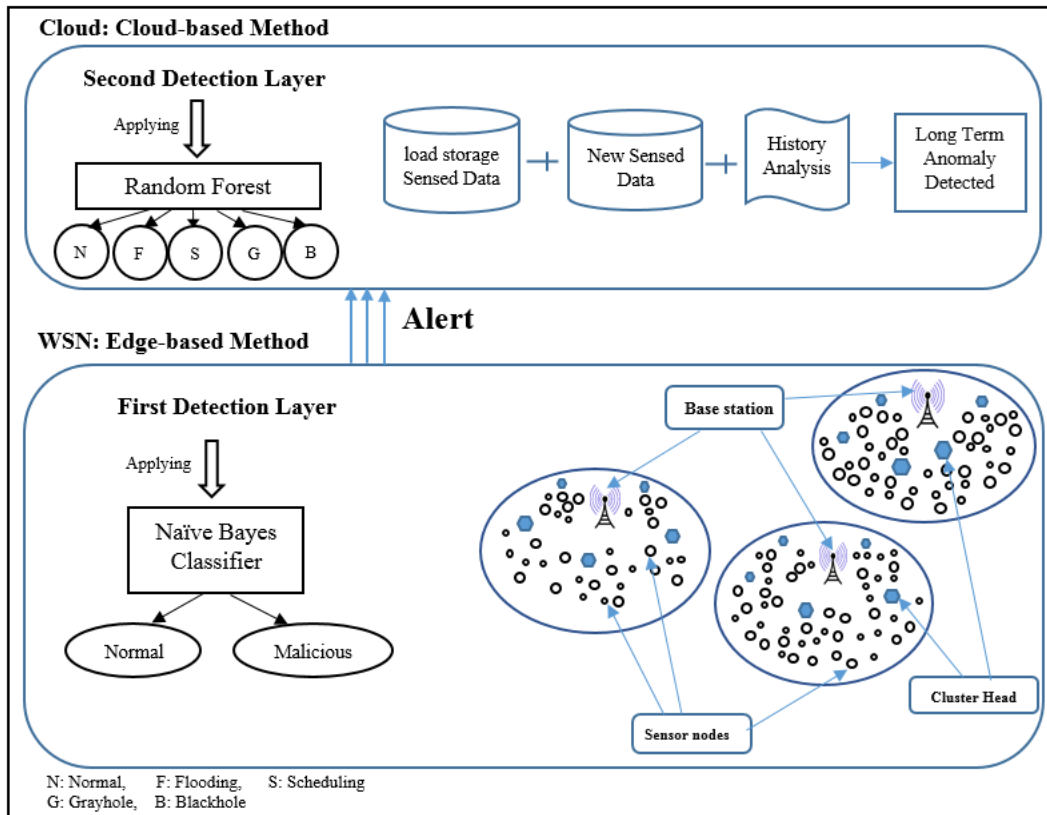 Cloud: Cloud-based Method
Second Detection Layer
Applying
Random Forest
N
F
S
G
B
load storage
Sensed Data
New Sensed
Data
History
Analysis
Long Term
Anomaly
Detected
Alert
WSN: Edge-based Method
First Detection Layer
Applying
Naïve Bayes
Classifier
Normal
Malicious
Base station
Sensor nodes
Cluster Head
N: Normal, F: Flooding, S: Scheduling
G: Grayhole, B: Blackhole